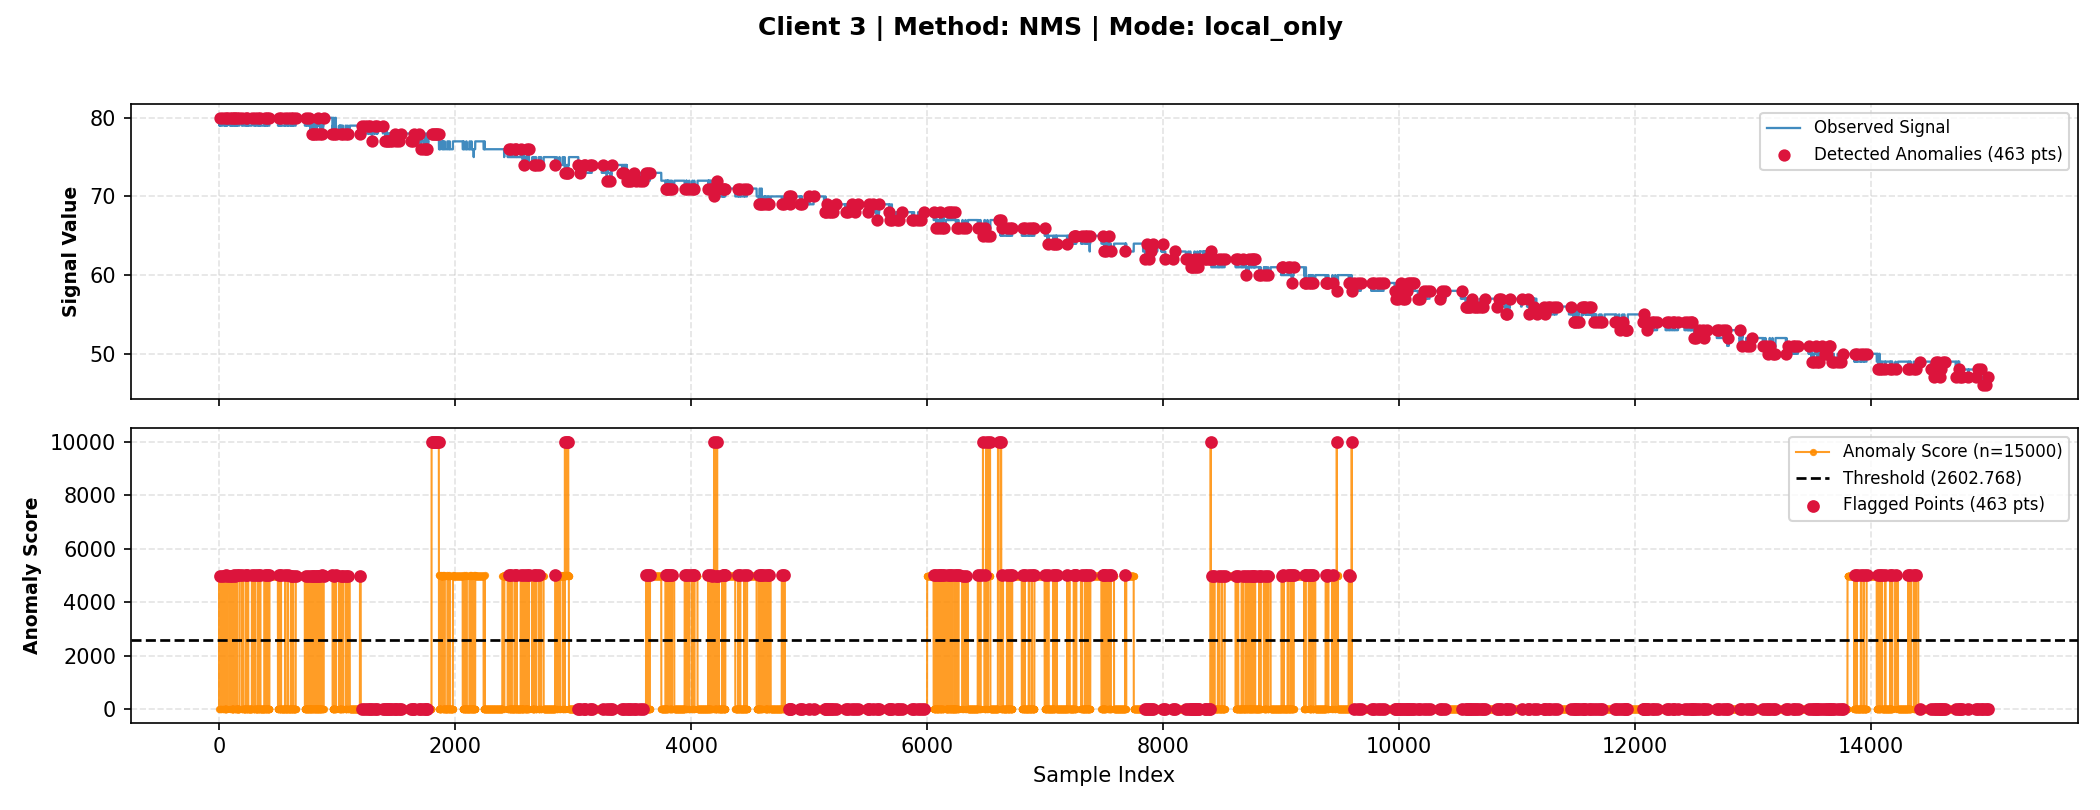 Client 3 | Method: NMS | Mode: local_only
Signal Value
80
70
60
50
Observed Signal
Detected Anomalies (463 pts)
Anomaly Score
10000
8000
6000
4000
2000
0
Anomaly Score (n=15000)
Threshold (2602.768)
Flagged Points (463 pts)
0 2000 4000 6000 8000 10000 12000 14000
Sample Index